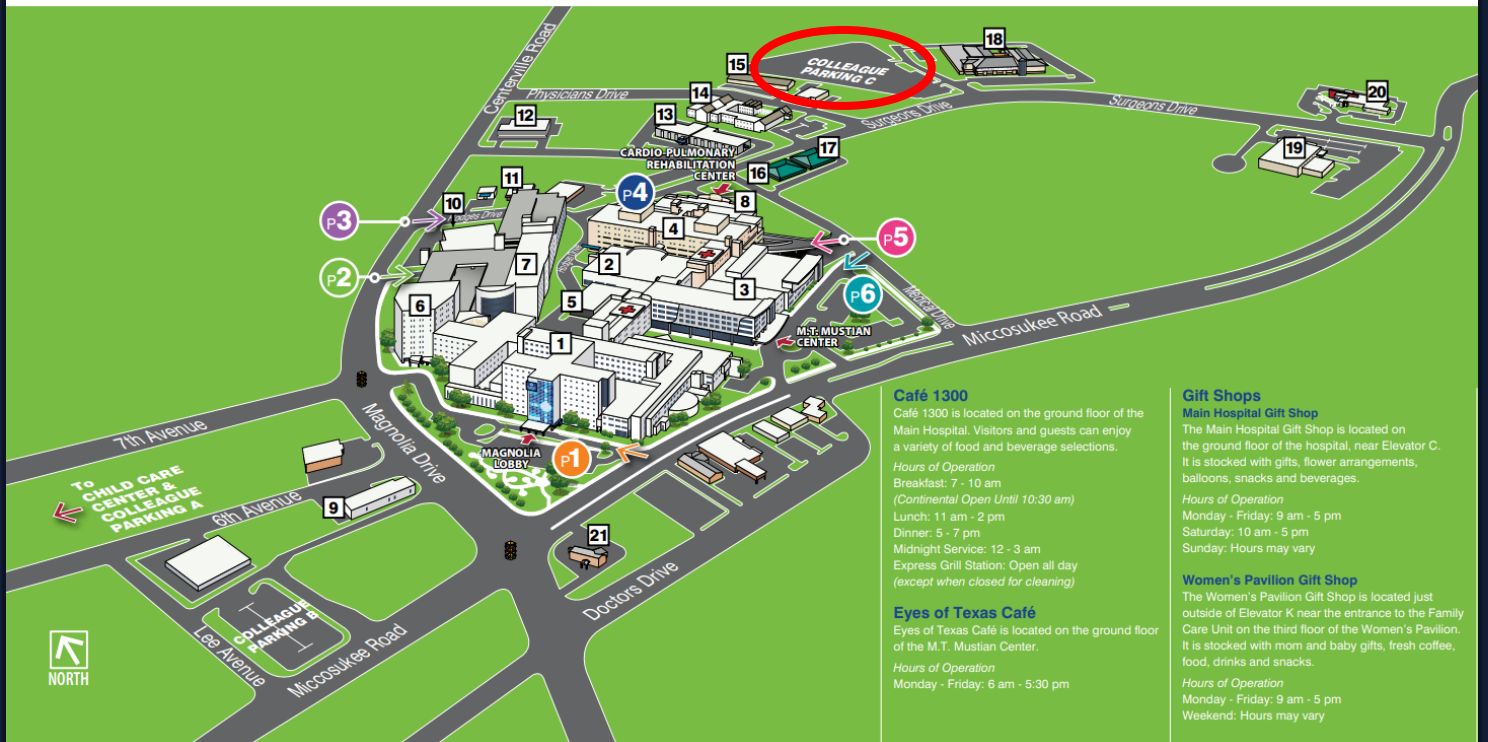 Centerville Road
COLLEAGUE
PARKING C
18
15
20
14
Physicians Drive
Surgeons Drive
Surgeons Drive
12
13
CARDIO-PULMONARY
REHABILITATION
CENTER
17
16
19
11
P4
10
8
P3
Hodges Drive
4
P5
P2
7
2
Hodges Drive
3
P6
Medical Drive
6
5
Miccosukee Road
M.T. MUSTIAN
CENTER
1
7th Avenue
Magnolia Drive
MAGNOLIA
LOBBY
P1
To
CHILD CARE
CENTER &
COLLEAGUE
PARKING A
6th Avenue
9
21
Doctors Drive
COLLEAGUE
PARKING B
Lee Avenue
Miccosukee Road
NORTH
Café 1300
Café 1300 is located on the ground floor of the
Main Hospital. Visitors and guests can enjoy
a variety of food and beverage selections.
Hours of Operation
Breakfast: 7 - 10 am
(Continental Open Until 10:30 am)
Lunch: 11 am - 2 pm
Dinner: 5 - 7 pm
Midnight Service: 12 - 3 am
Express Grill Station: Open all day
(except when closed for cleaning)
Eyes of Texas Café
Eyes of Texas Café is located on the ground floor
of the M.T. Mustian Center.
Hours of Operation
Monday - Friday: 6 am - 5:30 pm
Gift Shops
Main Hospital Gift Shop
The Main Hospital Gift Shop is located on
the ground floor of the hospital, near Elevator C.
It is stocked with gifts, flower arrangements,
balloons, snacks and beverages.
Hours of Operation
Monday - Friday: 9 am - 5 pm
Saturday: 10 am - 5 pm
Sunday: Hours may vary
Women's Pavilion Gift Shop
The Women's Pavilion Gift Shop is located just
outside of Elevator K near the entrance to the Family
Care Unit on the third floor of the Women's Pavilion.
It is stocked with mom and baby gifts, fresh coffee,
food, drinks and snacks.
Hours of Operation
Monday - Friday: 9 am - 5 pm
Weekend: Hours may vary